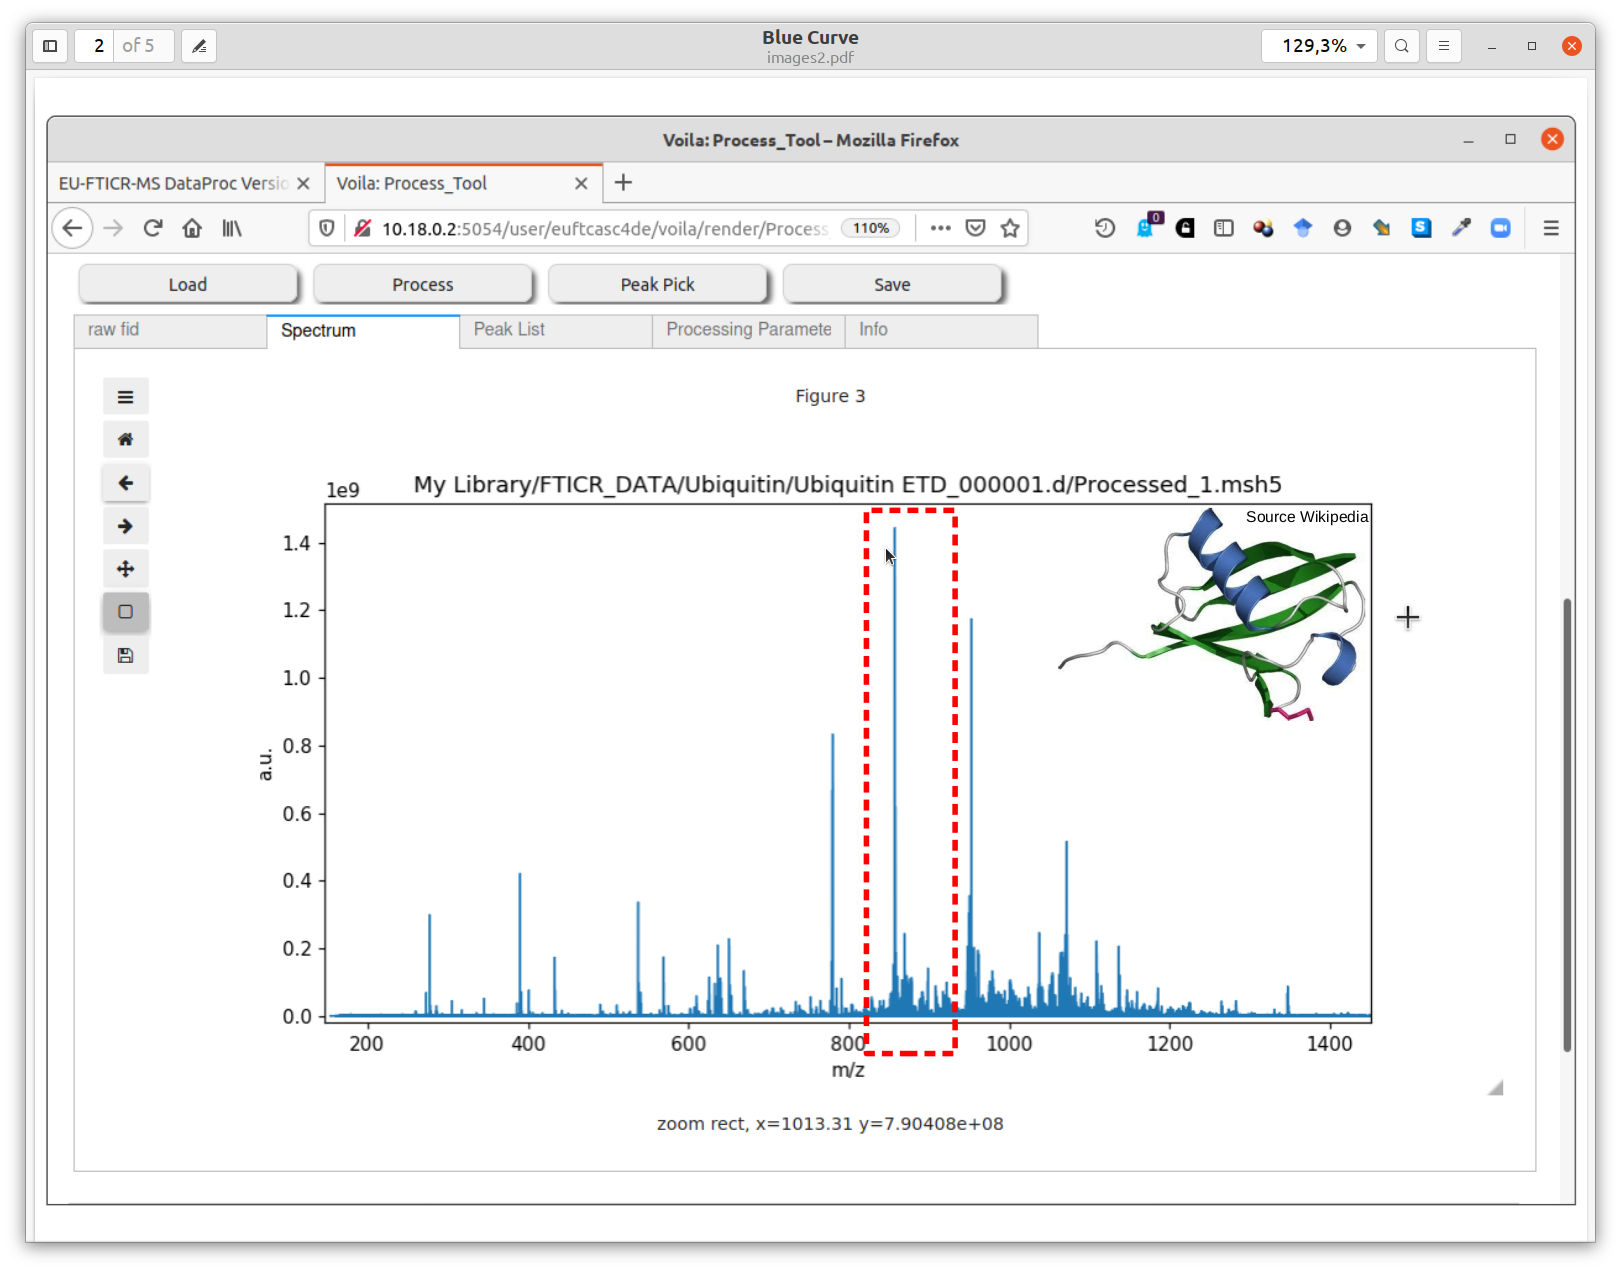 2 of 5
Blue Curve
images2.pdf
129,3%
Voila: Process_Tool – Mozilla Firefox
EU-FTICR-MS DataProc Versio
Voila: Process_Tool
10.18.0.2:5054/user/euftcasc4de/voila/render/Process
110%
0
S
Load
Process
Peak Pick
Save
raw fid
Spectrum
Peak List
Processing Paramete
Info
Figure 3
1e9
My Library/FTICR_DATA/Ubiquitin/Ubiquitin ETD_000001.d/Processed_1.msh5
Source Wikipedia
1.4
1.2
1.0
0.8
0.6
0.4
0.2
0.0
a.u.
200 400 600 800 1000 1200 1400
m/z
zoom rect, x=1013.31 y=7.90408e+08